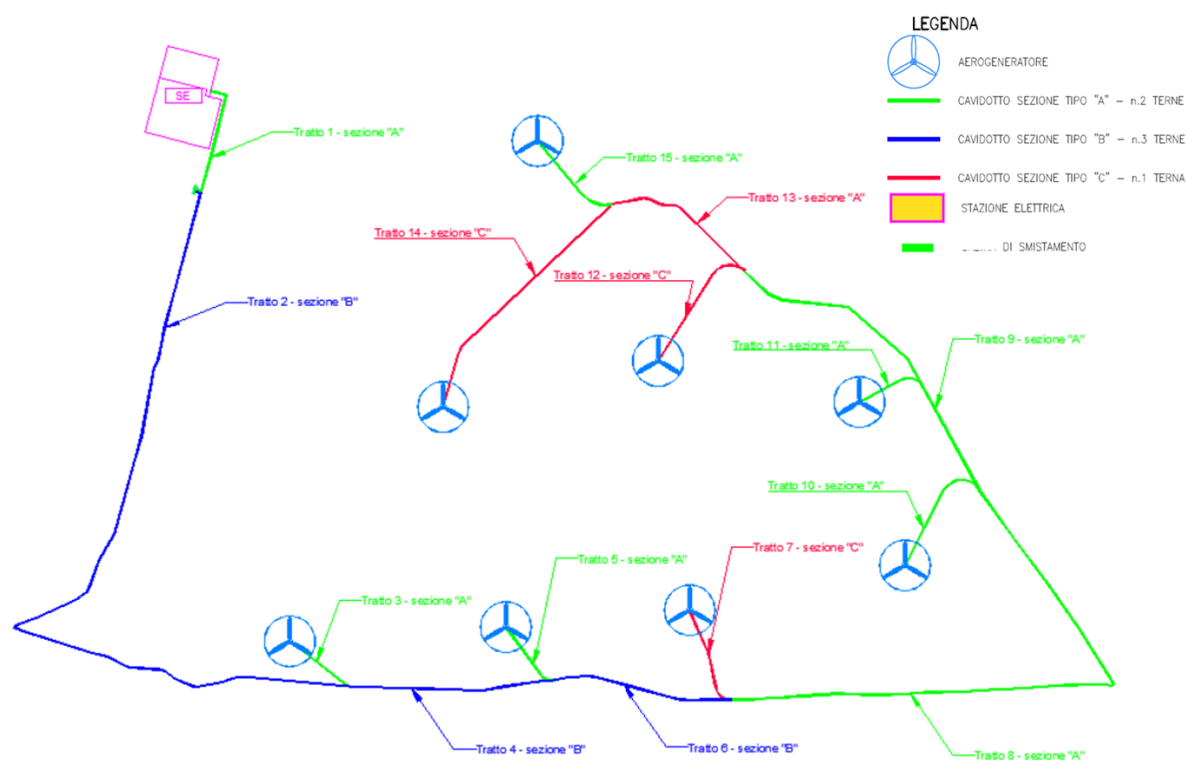 LEGENDA
AEROGENERATORE
CAVIDOTTO SEZIONE TIPO "A" – n.2 TERNE
CAVIDOTTO SEZIONE TIPO "B" – n.3 TERNE
CAVIDOTTO SEZIONE TIPO "C" – n.1 TERNA
STAZIONE ELETTRICA
DI SMISTAMENTO
SE
Tratto 1 - sezione "A"
Tratto 15 - sezione "A"
Tratto 13 - sezione "A"
Tratto 14 - sezione "C"
Tratto 12 - sezione "C"
Tratto 2 - sezione "B"
Tratto 11 - sezione "A"
Tratto 9 - sezione "A"
Tratto 10 - sezione "A"
Tratto 7 - sezione "C"
Tratto 5 - sezione "A"
Tratto 3 - sezione "A"
Tratto 4 - sezione "B"
Tratto 6 - sezione "B"
Tratto 8 - sezione "A"